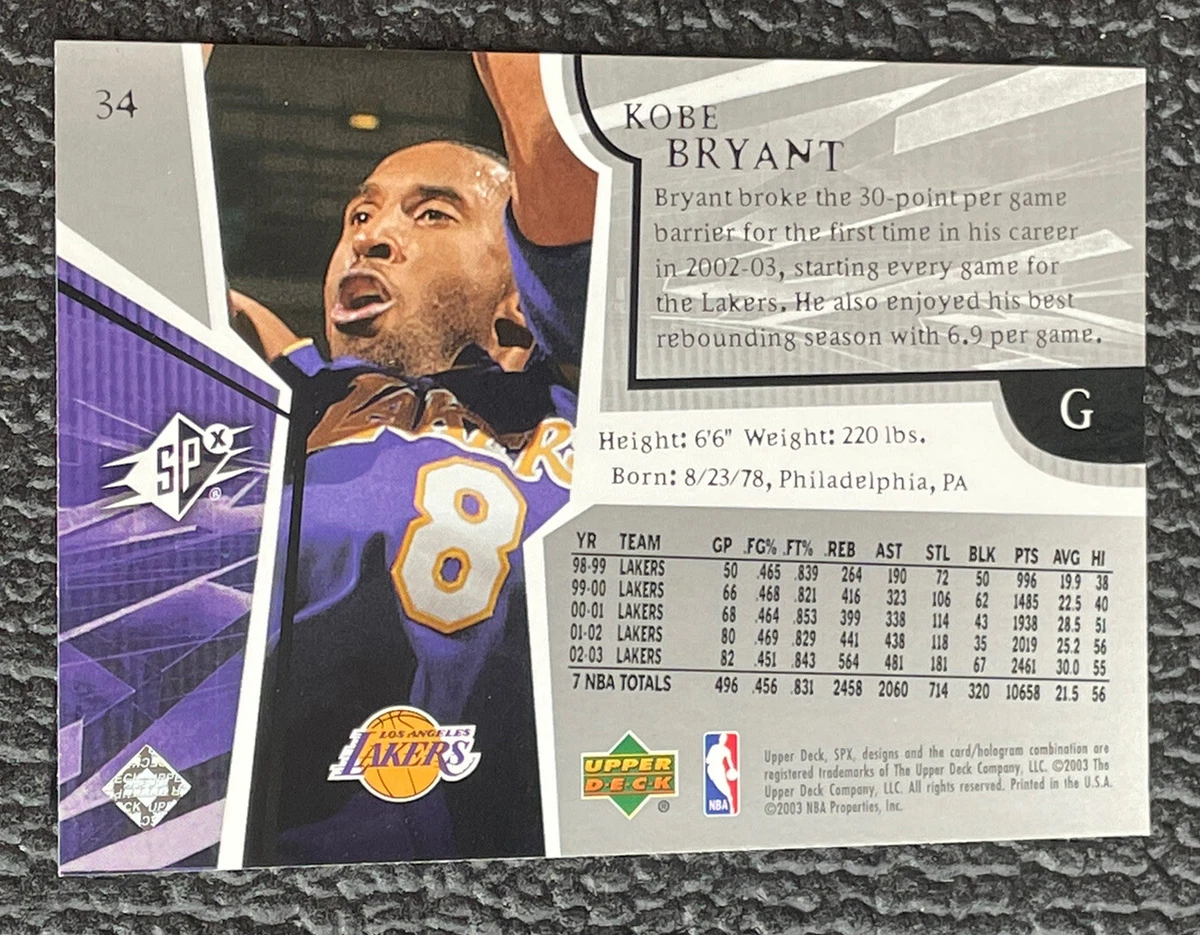 34
KOBE
BRYANT
Bryant broke the 30-point per game
barrier for the first time in his career
in 2002-03, starting every game for
the Lakers. He also enjoyed his best
rebounding season with 6.9 per game.
G
Height: 6'6" Weight: 220 lbs.
Born: 8/23/78, Philadelphia, PA
SPx®
8
YR TEAM GP .FG% .FT% .REB AST STL BLK PTS AVG HI
98-99 LAKERS 50 .465 .839 264 190 72 50 996 19.9 38
99-00 LAKERS 66 .468 .821 416 323 106 62 1485 22.5 40
00-01 LAKERS 68 .464 .853 399 338 114 43 1938 28.5 51
01-02 LAKERS 80 .469 .829 441 438 118 35 2019 25.2 56
02-03 LAKERS 82 .451 .843 564 481 181 67 2461 30.0 55
7 NBA TOTALS 496 .456 .831 2458 2060 714 320 10658 21.5 56
LOS ANGELES
LAKERS
UPPER
D·E·C·K
®
NBA
Upper Deck, SPX, designs and the card/hologram combination are
registered trademarks of The Upper Deck Company, LLC. ©2003 The
Upper Deck Company, LLC. All rights reserved. Printed in the U.S.A.
©2003 NBA Properties, Inc.